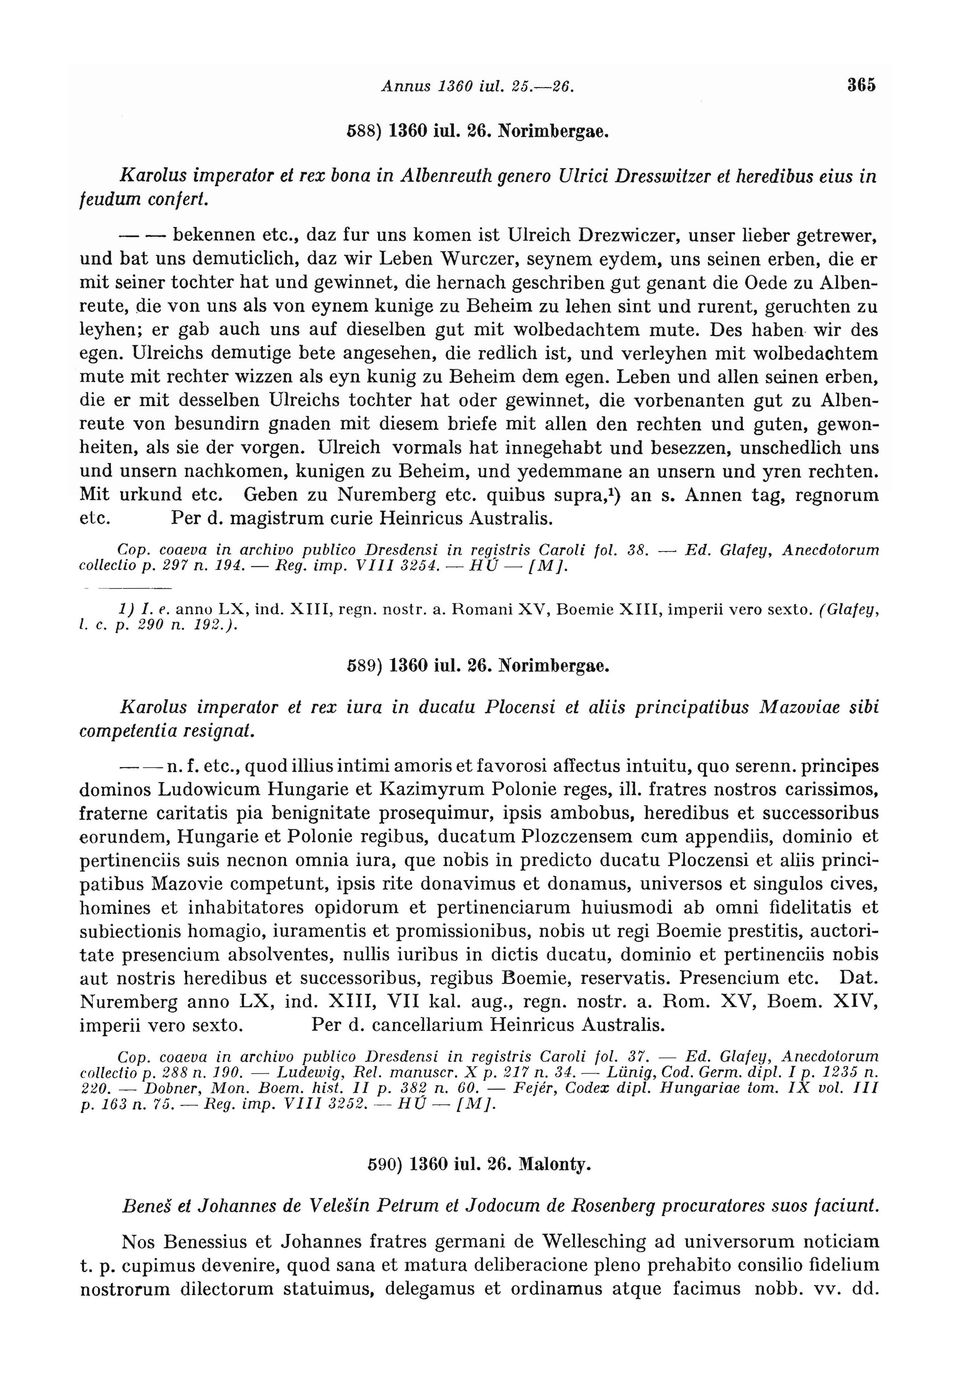 Annus 1360 iul. 25.—26. 365
588) 1360 iul. 26. Norimbergae.
Karolus imperator et rex bona in Albenreuth genero Ulrici Dresswitzer et heredibus eius in
feudum confert.
— — bekennen etc., daz fur uns komen ist Ulreich Drezwiczer, unser lieber getrewer,
und bat uns demuticlich, daz wir Leben Wurczer, seynem eydem, uns seinen erben, die er
mit seiner tochter hat und gewinnet, die hernach geschriben gut genant die Oede zu Alben-
reute, die von uns als von eynem kunige zu Beheim zu lehen sint und rurent, geruchten zu
leyhen; er gab auch uns auf dieselben gut mit wolbedachtem mute. Des haben wir des
egen. Ulreichs demutige bete angesehen, die redlich ist, und verleyhen mit wolbedachtem
mute mit rechter wizzen als eyn kunig zu Beheim dem egen. Leben und allen seinen erben,
die er mit desselben Ulreichs tochter hat oder gewinnet, die vorbenanten gut zu Alben-
reute von besundirn gnaden mit diesem briefe mit allen den rechten und guten, gewon-
heiten, als sie der vorgen. Ulreich vormals hat innegehabt und besezzen, unschedlich uns
und unsern nachkomen, kunigen zu Beheim, und yedemmane an unsern und yren rechten.
Mit urkund etc. Geben zu Nuremberg etc. quibus supra,¹) an s. Annen tag, regnorum
etc. Per d. magistrum curie Heinricus Australis.
Cop. coaeva in archivo publico Dresdensi in registris Caroli fol. 38. — Ed. Glafey, Anecdotorum
collectio p. 297 n. 194. — Reg. imp. VIII 3254. — HÚ — [M].
1) I. e. anno LX, ind. XIII, regn. nostr. a. Romani XV, Boemie XIII, imperii vero sexto. (Glafey,
l. c. p. 290 n. 192.).
589) 1360 iul. 26. Norimbergae.
Karolus imperator et rex iura in ducatu Plocensi et aliis principatibus Mazoviae sibi
competentia resignat.
— — n. f. etc., quod illius intimi amoris et favorosi affectus intuitu, quo serenn. principes
dominos Ludowicum Hungarie et Kazimyrum Polonie reges, ill. fratres nostros carissimos,
fraterne caritatis pia benignitate prosequimur, ipsis ambobus, heredibus et successoribus
eorundem, Hungarie et Polonie regibus, ducatum Plozczensem cum appendiis, dominio et
pertinenciis suis necnon omnia iura, que nobis in predicto ducatu Ploczensi et aliis princi-
patibus Mazovie competunt, ipsis rite donavimus et donamus, universos et singulos cives,
homines et inhabitatores opidorum et pertinenciarum huiusmodi ab omni fidelitatis et
subiectionis homagio, iuramentis et promissionibus, nobis ut regi Boemie prestitis, auctori-
tate presencium absolventes, nullis iuribus in dictis ducatu, dominio et pertinenciis nobis
aut nostris heredibus et successoribus, regibus Boemie, reservatis. Presencium etc. Dat.
Nuremberg anno LX, ind. XIII, VII kal. aug., regn. nostr. a. Rom. XV, Boem. XIV,
imperii vero sexto. Per d. cancellarium Heinricus Australis.
Cop. coaeva in archivo publico Dresdensi in registris Caroli fol. 37. — Ed. Glafey, Anecdotorum
collectio p. 288 n. 190. — Ludewig, Rel. manuscr. X p. 217 n. 34. — Lünig, Cod. Germ. dipl. I p. 1235 n.
220. — Dobner, Mon. Boem. hist. II p. 382 n. 60. — Fejér, Codex dipl. Hungariae tom. IX vol. III
p. 163 n. 75. — Reg. imp. VIII 3252. — HÚ — [M].
590) 1360 iul. 26. Malonty.
Beneš et Johannes de Velešín Petrum et Jodocum de Rosenberg procuratores suos faciunt.
Nos Benessius et Johannes fratres germani de Wellesching ad universorum noticiam
t. p. cupimus devenire, quod sana et matura deliberacione pleno prehabito consilio fidelium
nostrorum dilectorum statuimus, delegamus et ordinamus atque facimus nobb. vv. dd.